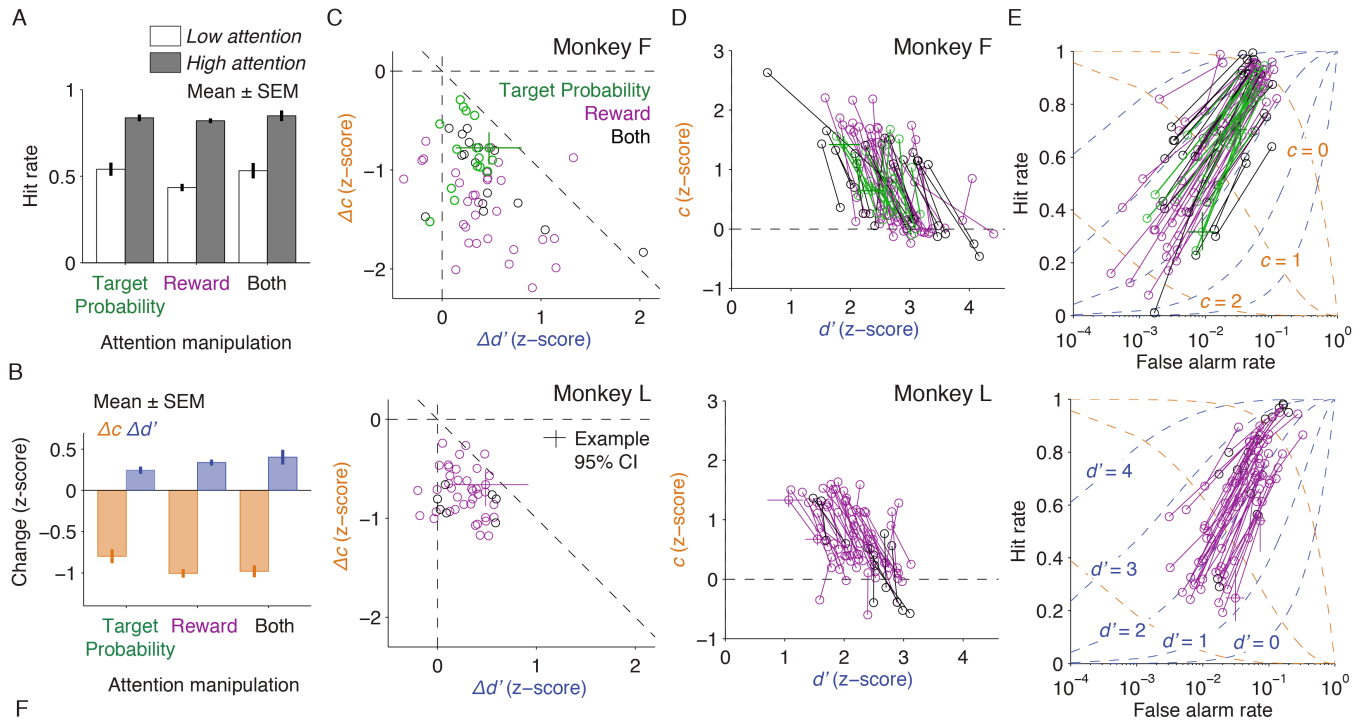 A
Low attention
High attention
Mean ± SEM
1
0.5
0
Hit rate
Target
Probability
Reward
Both
Attention manipulation
B
Mean ± SEM
Δc Δd’
0.5
0
−0.5
−1
Change (z−score)
Target
Probability
Reward
Both
Attention manipulation
C
Monkey F
Target Probability
Reward
Both
0
−1
−2
Δc (z−score)
0
1
2
Δd’ (z−score)
Monkey L
Example
95% CI
0
−1
−2
Δc (z−score)
0
1
2
Δd’ (z−score)
D
Monkey F
3
2
1
0
−1
c (z−score)
0
1
2
3
4
d’ (z−score)
Monkey L
3
2
1
0
−1
c (z−score)
0
1
2
3
4
d’ (z−score)
E
1
0.8
0.6
0.4
0.2
0
Hit rate
c = 0
c = 1
c = 2
10⁻⁴
10⁻³
10⁻²
10⁻¹
10⁰
False alarm rate
1
0.8
0.6
0.4
0.2
0
Hit rate
d’ = 4
d’ = 3
d’ = 2
d’ = 1
d’ = 0
10⁻⁴
10⁻³
10⁻²
10⁻¹
10⁰
False alarm rate
F